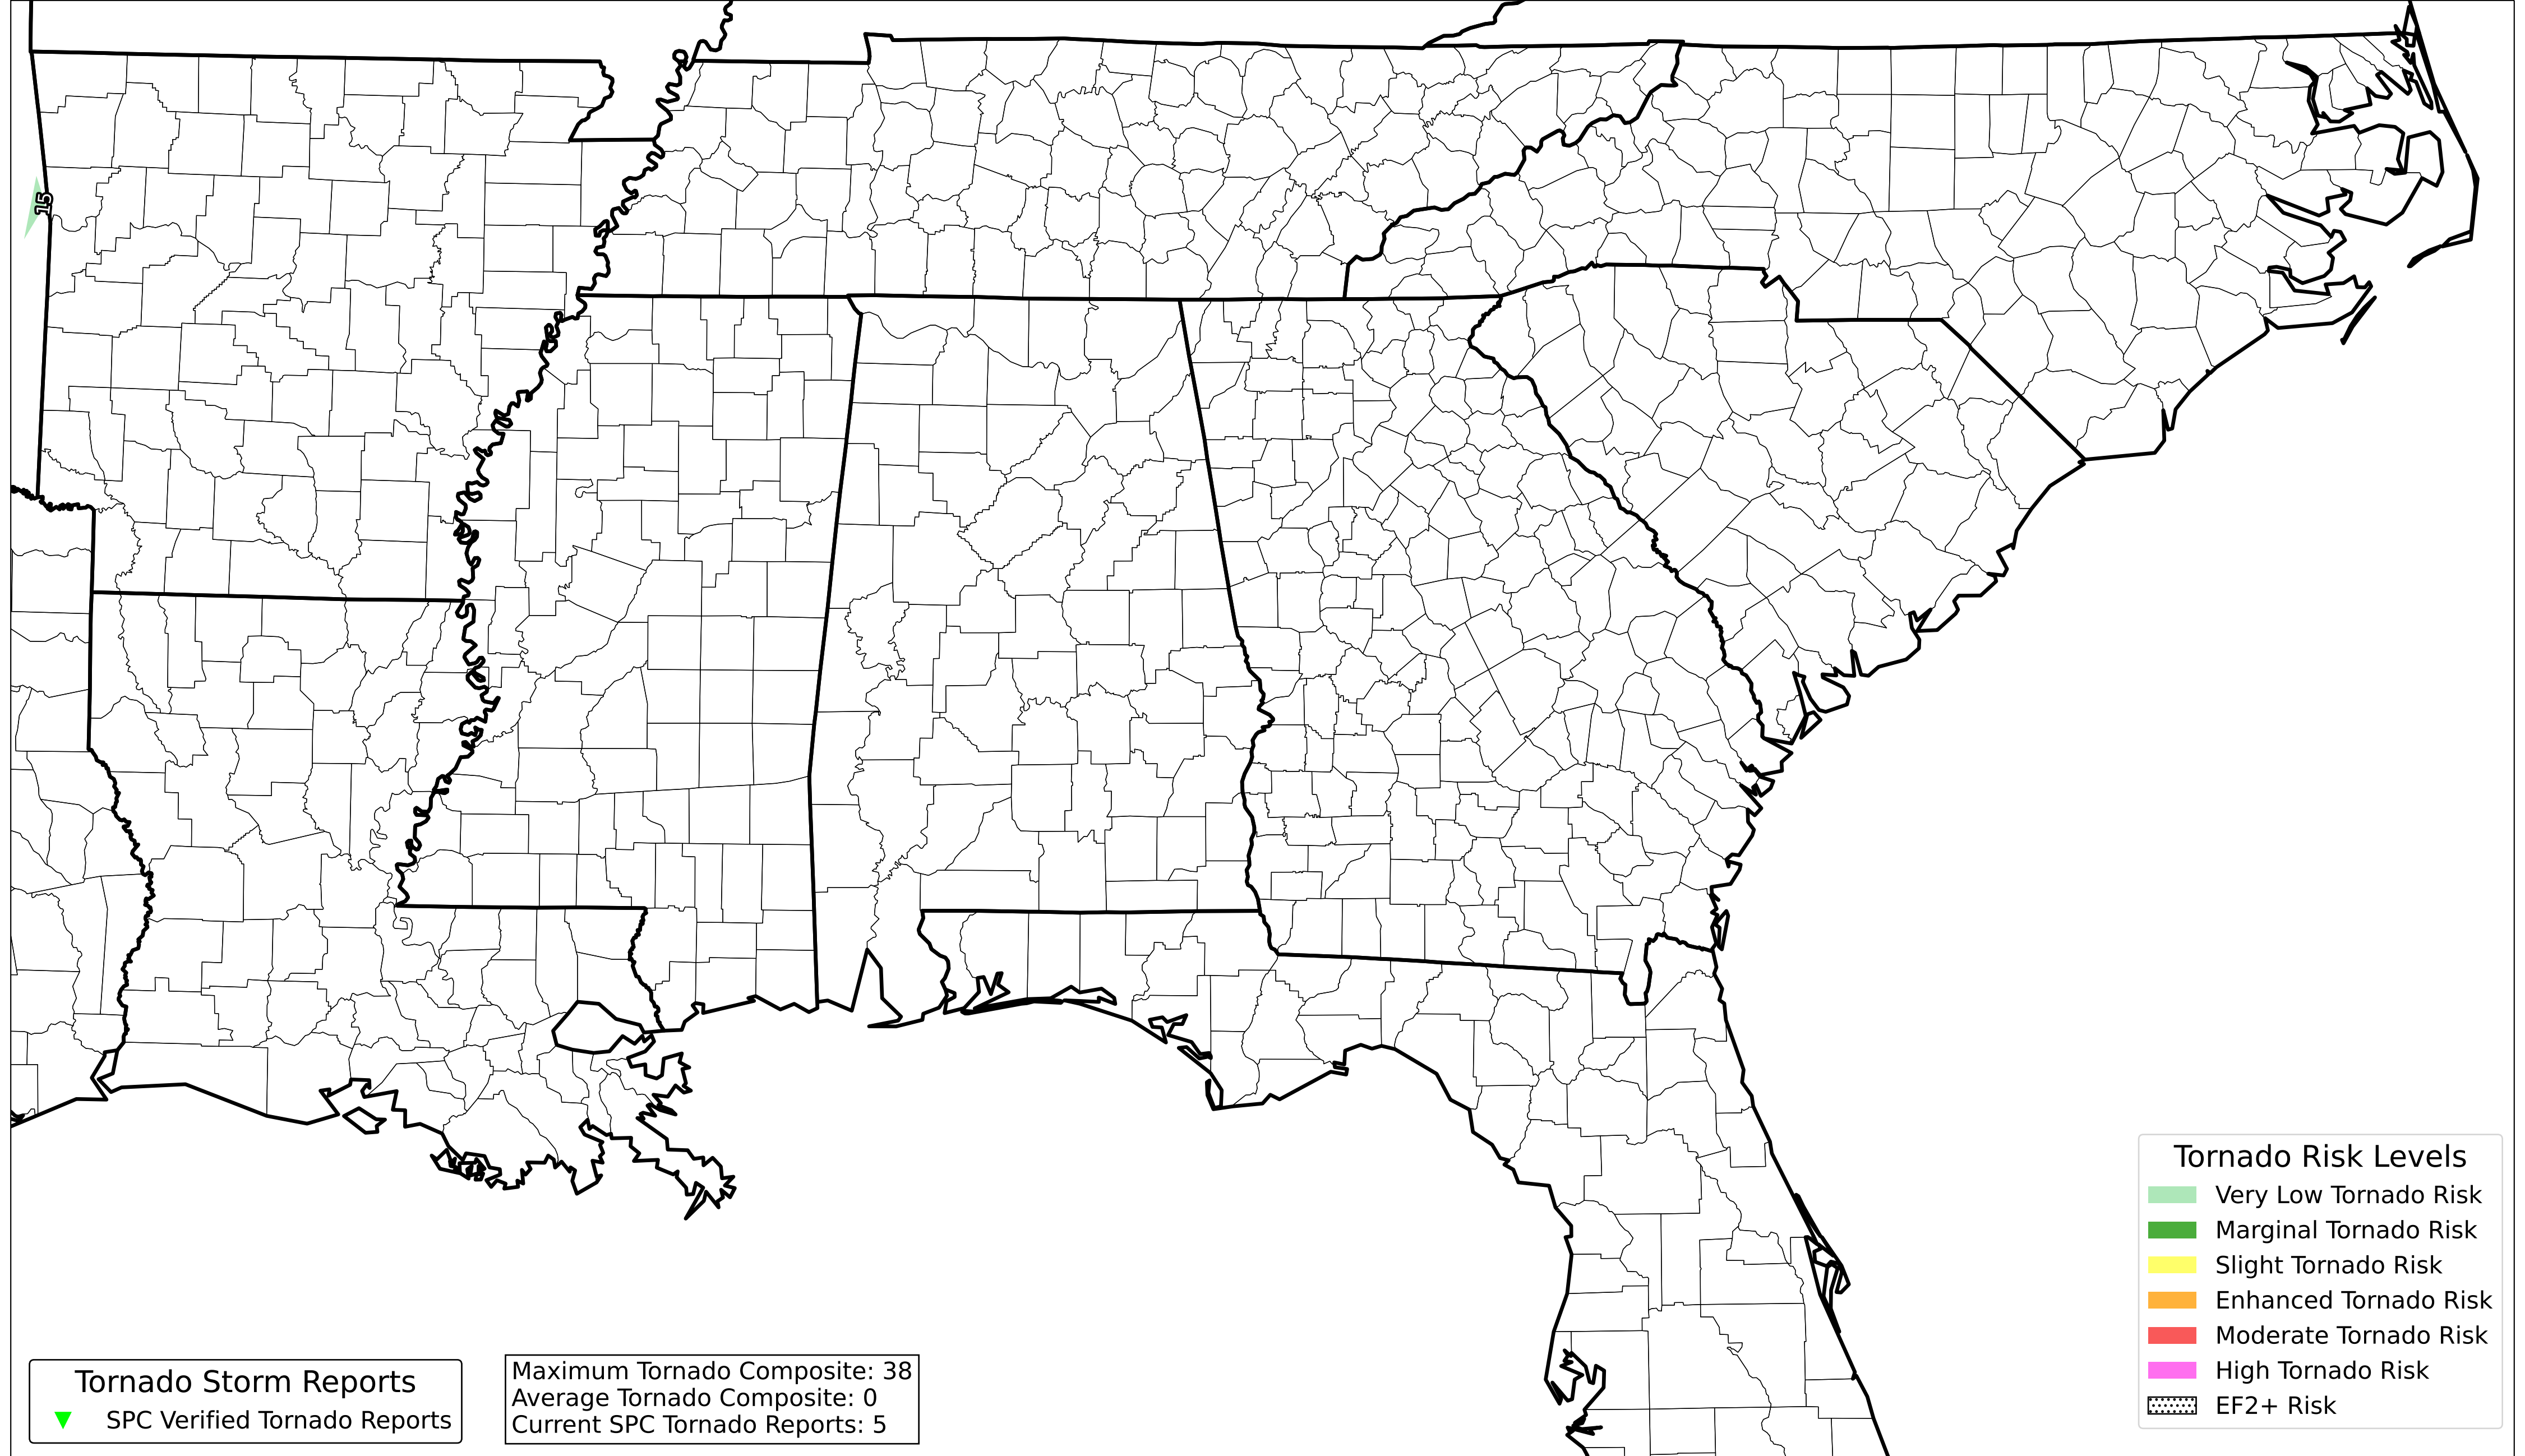 15
Tornado Risk Levels
Very Low Tornado Risk
Marginal Tornado Risk
Slight Tornado Risk
Enhanced Tornado Risk
Moderate Tornado Risk
High Tornado Risk
EF2+ Risk
Tornado Storm Reports
SPC Verified Tornado Reports
Maximum Tornado Composite: 38
Average Tornado Composite: 0
Current SPC Tornado Reports: 5